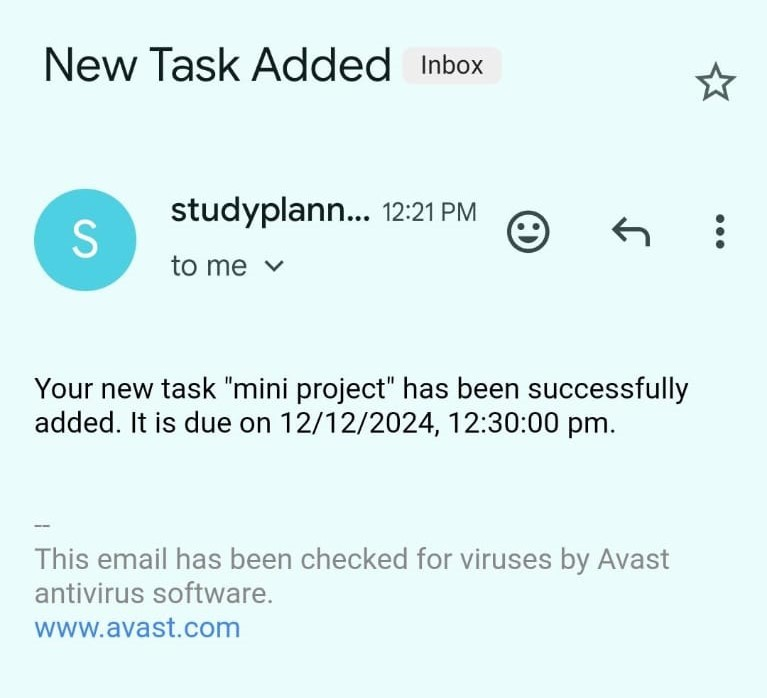 New Task Added Inbox
S
studyplann... 12:21 PM
to me
Your new task "mini project" has been successfully
added. It is due on 12/12/2024, 12:30:00 pm.
--
This email has been checked for viruses by Avast
antivirus software.
www.avast.com